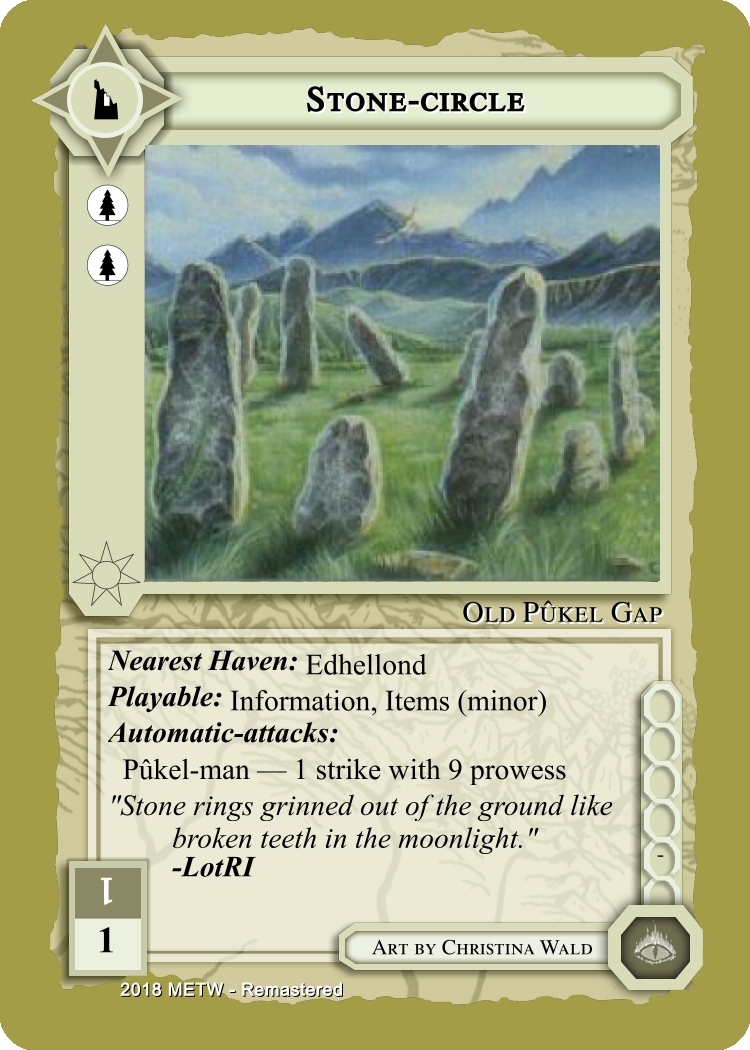 Stone-circle
Old Pûkel Gap
Nearest Haven: Edhellond
Playable: Information, Items (minor)
Automatic-attacks:
Pûkel-man — 1 strike with 9 prowess
"Stone rings grinned out of the ground like
broken teeth in the moonlight."
-LotRI
-
1
1
Art by Christina Wald
2018 METW - Remastered